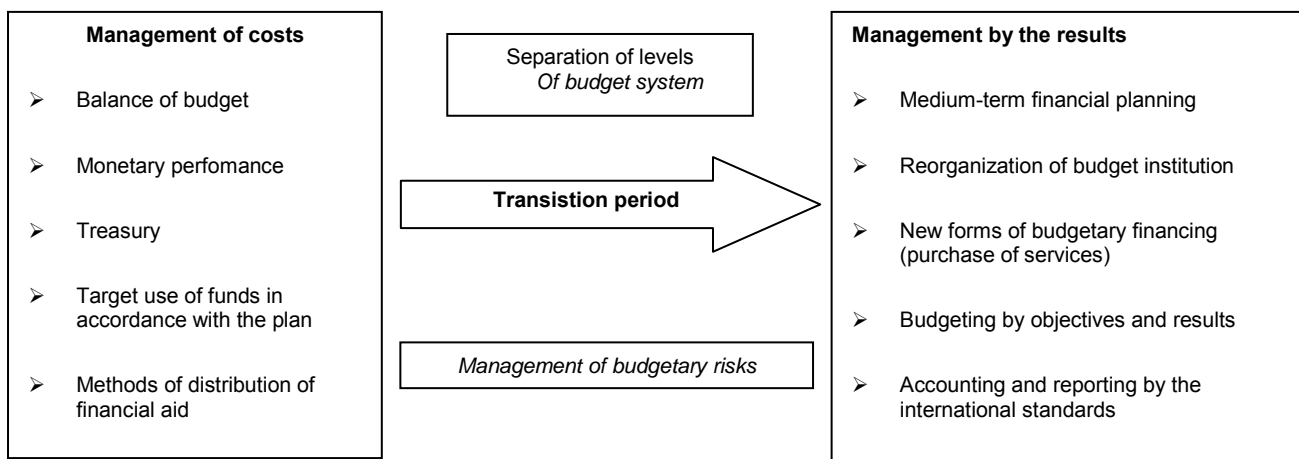 Management of costs
➢ Balance of budget
➢ Monetary perfomance
➢ Treasury
➢ Target use of funds in
accordance with the plan
➢ Methods of distribution of
financial aid
Separation of levels
Of budget system
Transistion period
Management of budgetary risks
Management by the results
➢ Medium-term financial planning
➢ Reorganization of budget institution
➢ New forms of budgetary financing
(purchase of services)
➢ Budgeting by objectives and results
➢ Accounting and reporting by the
international standards